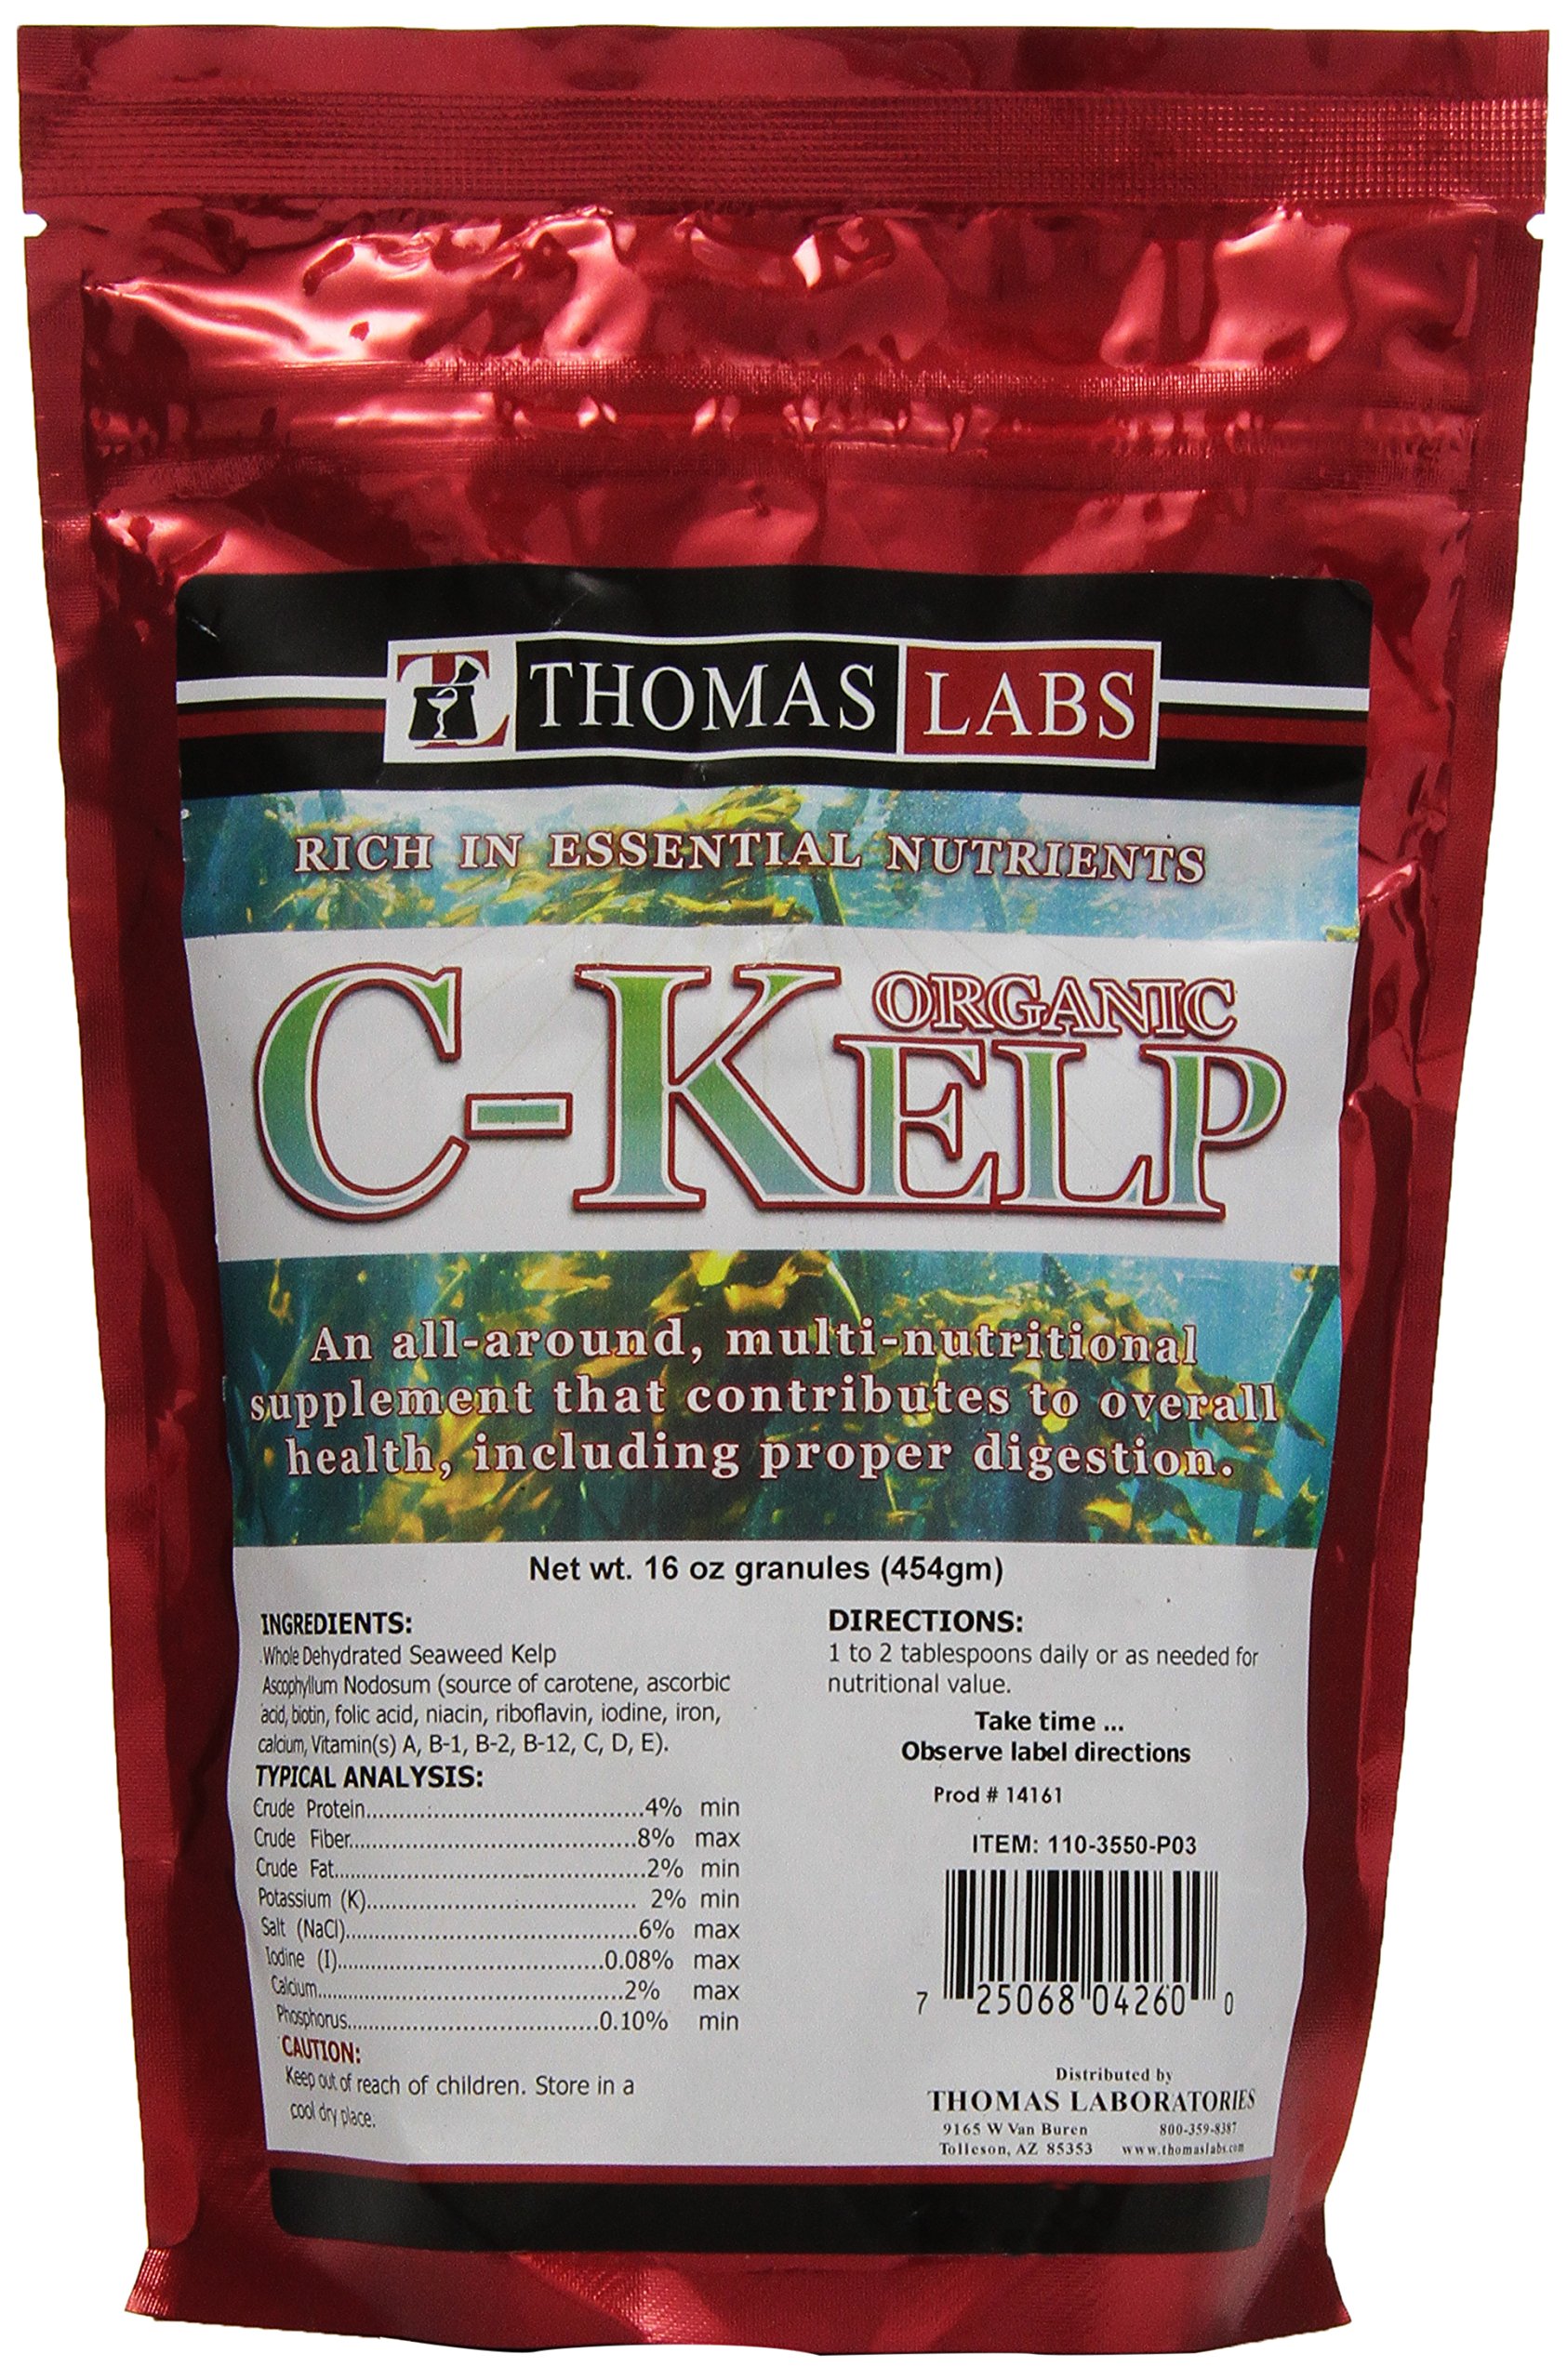 THOMAS LABS
RICH IN ESSENTIAL NUTRIENTS
ORGANIC
C-KELP
An all-around, multi-nutritional
supplement that contributes to overall
health, including proper digestion.
Net wt. 16 oz granules (454gm)
INGREDIENTS:
Whole Dehydrated Seaweed Kelp
Ascophyllum Nodosum (source of carotene, ascorbic
acid, biotin, folic acid, niacin, riboflavin, iodine, iron,
calcium, Vitamin(s) A, B-1, B-2, B-12, C, D, E).
TYPICAL ANALYSIS:
Crude Protein..........4% min
Crude Fiber..........8% max
Crude Fat..........2% min
Potassium (K)..........2% min
Salt (NaCl)..........6% max
Iodine (I)..........0.08% max
Calcium..........2% max
Phosphorus..........0.10% min
CAUTION:
Keep out of reach of children. Store in a
cool dry place.
DIRECTIONS:
1 to 2 tablespoons daily or as needed for
nutritional value.
Take time ...
Observe label directions
Prod # 14161
ITEM: 110-3550-P03
7 25068 04260 0
Distributed by
THOMAS LABORATORIES
9165 W Van Buren 800-359-8387
Tolleson, AZ 85353 www.thomaslabs.com